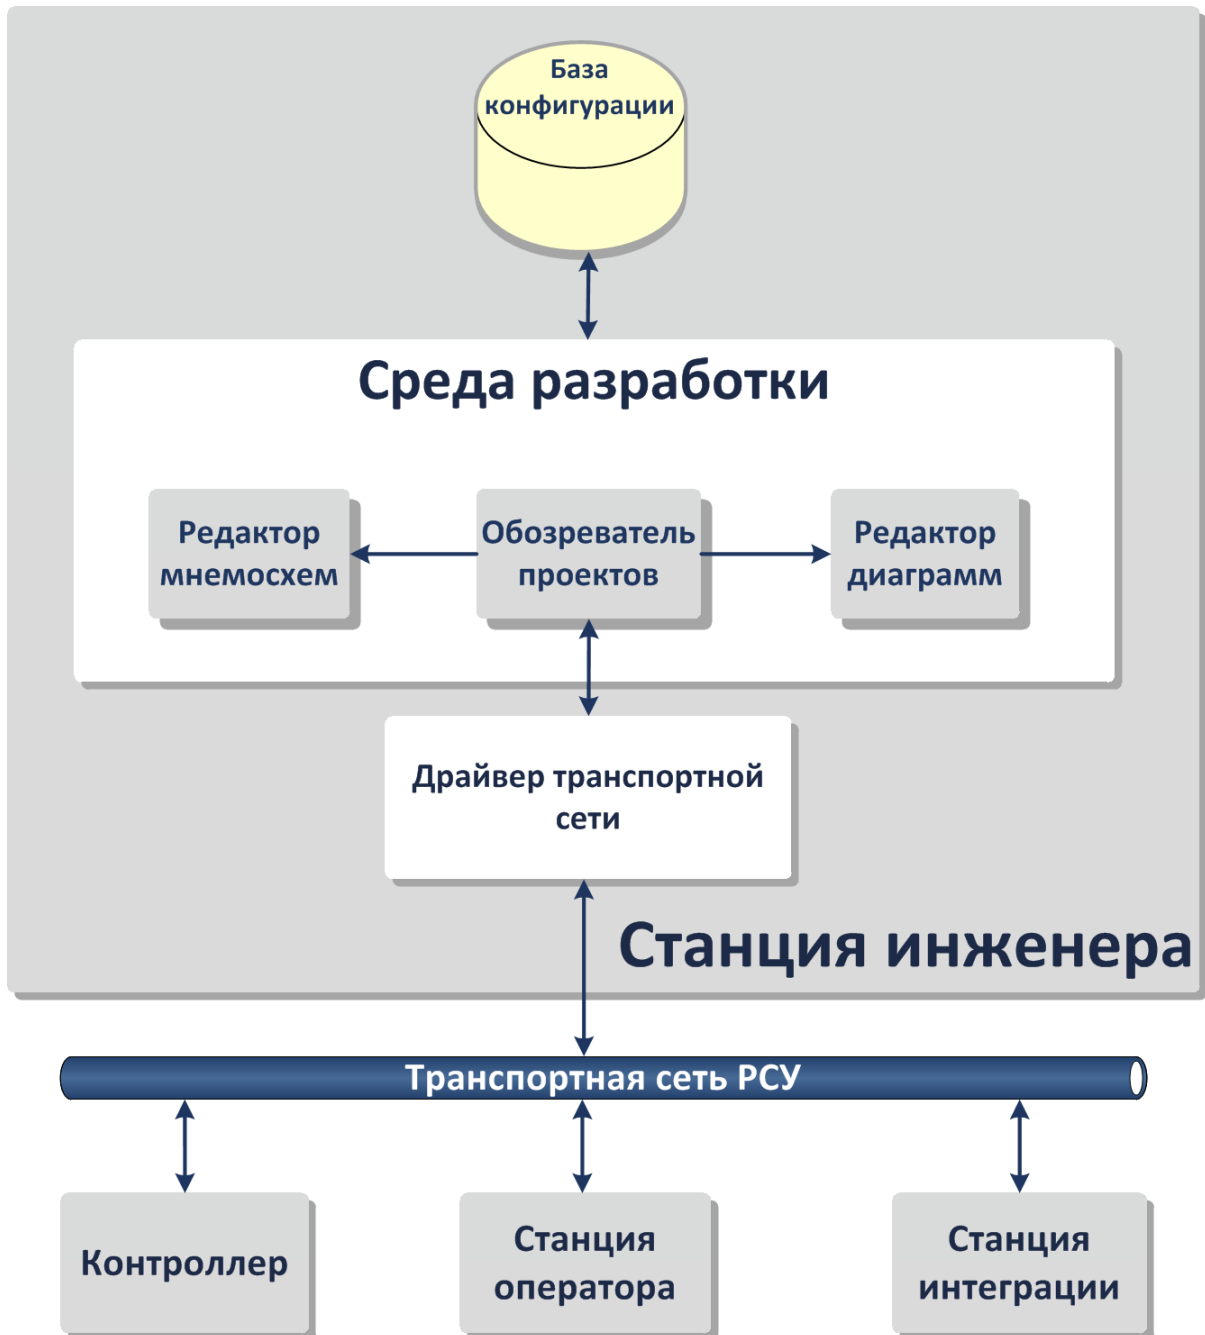 База
конфигурации
Среда разработки
Редактор
мнемосхем
Обозреватель
проектов
Редактор
диаграмм
Драйвер транспортной
сети
Станция инженера
Транспортная сеть РСУ
Контроллер
Станция
оператора
Станция
интеграции